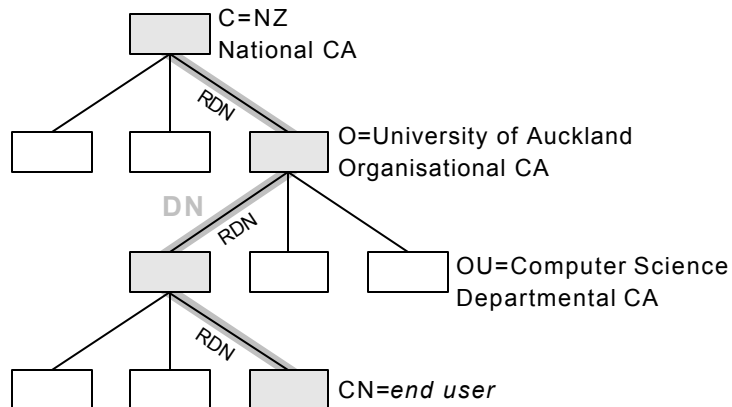 C=NZ
National CA
RDN
O=University of Auckland
Organisational CA
DN
RDN
OU=Computer Science
Departmental CA
RDN
CN=end user